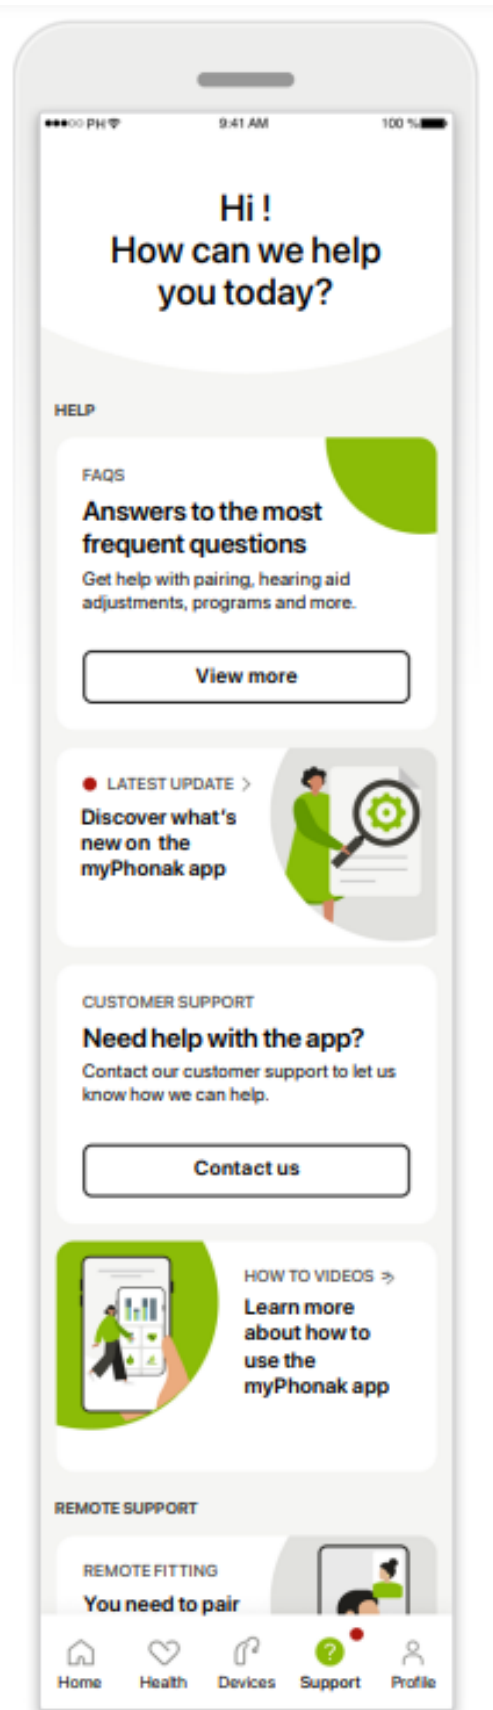 PH
9:41 AM
100 %
Hi !
How can we help
you today?
HELP
FAQS
Answers to the most
frequent questions
Get help with pairing, hearing aid
adjustments, programs and more.
View more
LATEST UPDATE >
Discover what's
new on the
myPhonak app
CUSTOMER SUPPORT
Need help with the app?
Contact our customer support to let us
know how we can help.
Contact us
HOW TO VIDEOS
Learn more
about how to
use the
myPhonak app
REMOTE SUPPORT
REMOTE FITTING
You need to pair
?
Home
Health
Devices
Support
Profile